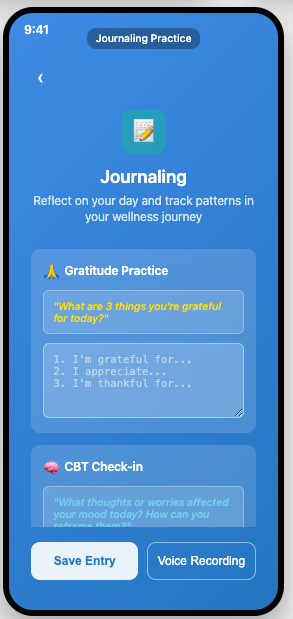 9:41
Journaling Practice
Journaling
Reflect on your day and track patterns in
your wellness journey
🙏 Gratitude Practice
"What are 3 things you're grateful
for today?"
1. I'm grateful for...
2. I appreciate...
3. I'm thankful for...
🧠 CBT Check-in
"What thoughts or worries affected
your mood today? How can you
reframe them?"
Save Entry
Voice Recording